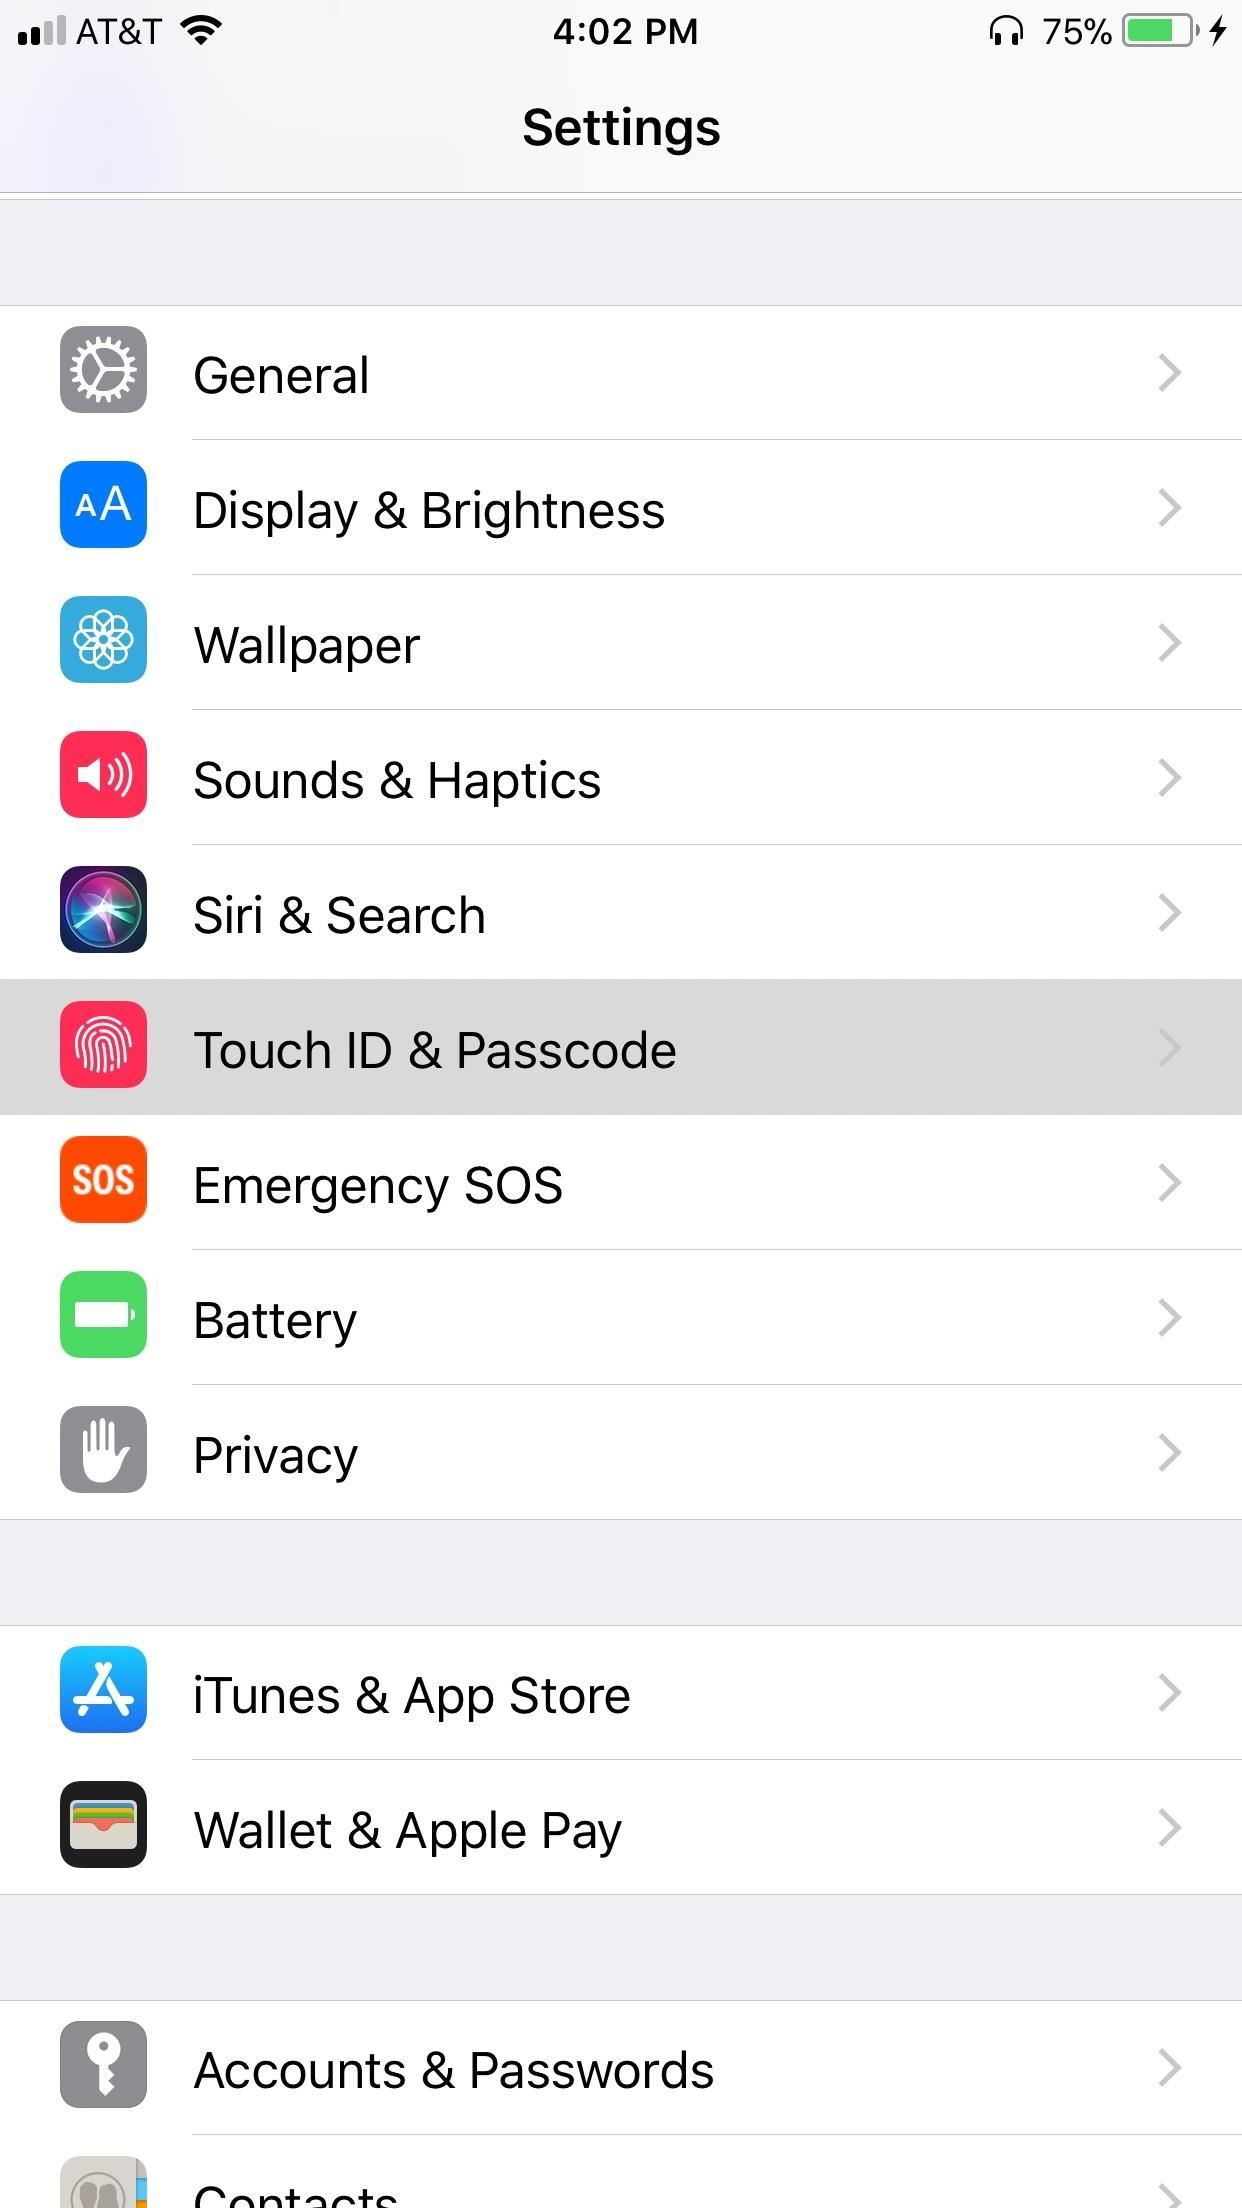 AT&T 4:02 PM 75%
Settings
General
AA Display & Brightness
Wallpaper
Sounds & Haptics
Siri & Search
Touch ID & Passcode
SOS Emergency SOS
Battery
Privacy
iTunes & App Store
Wallet & Apple Pay
Accounts & Passwords
Contacts